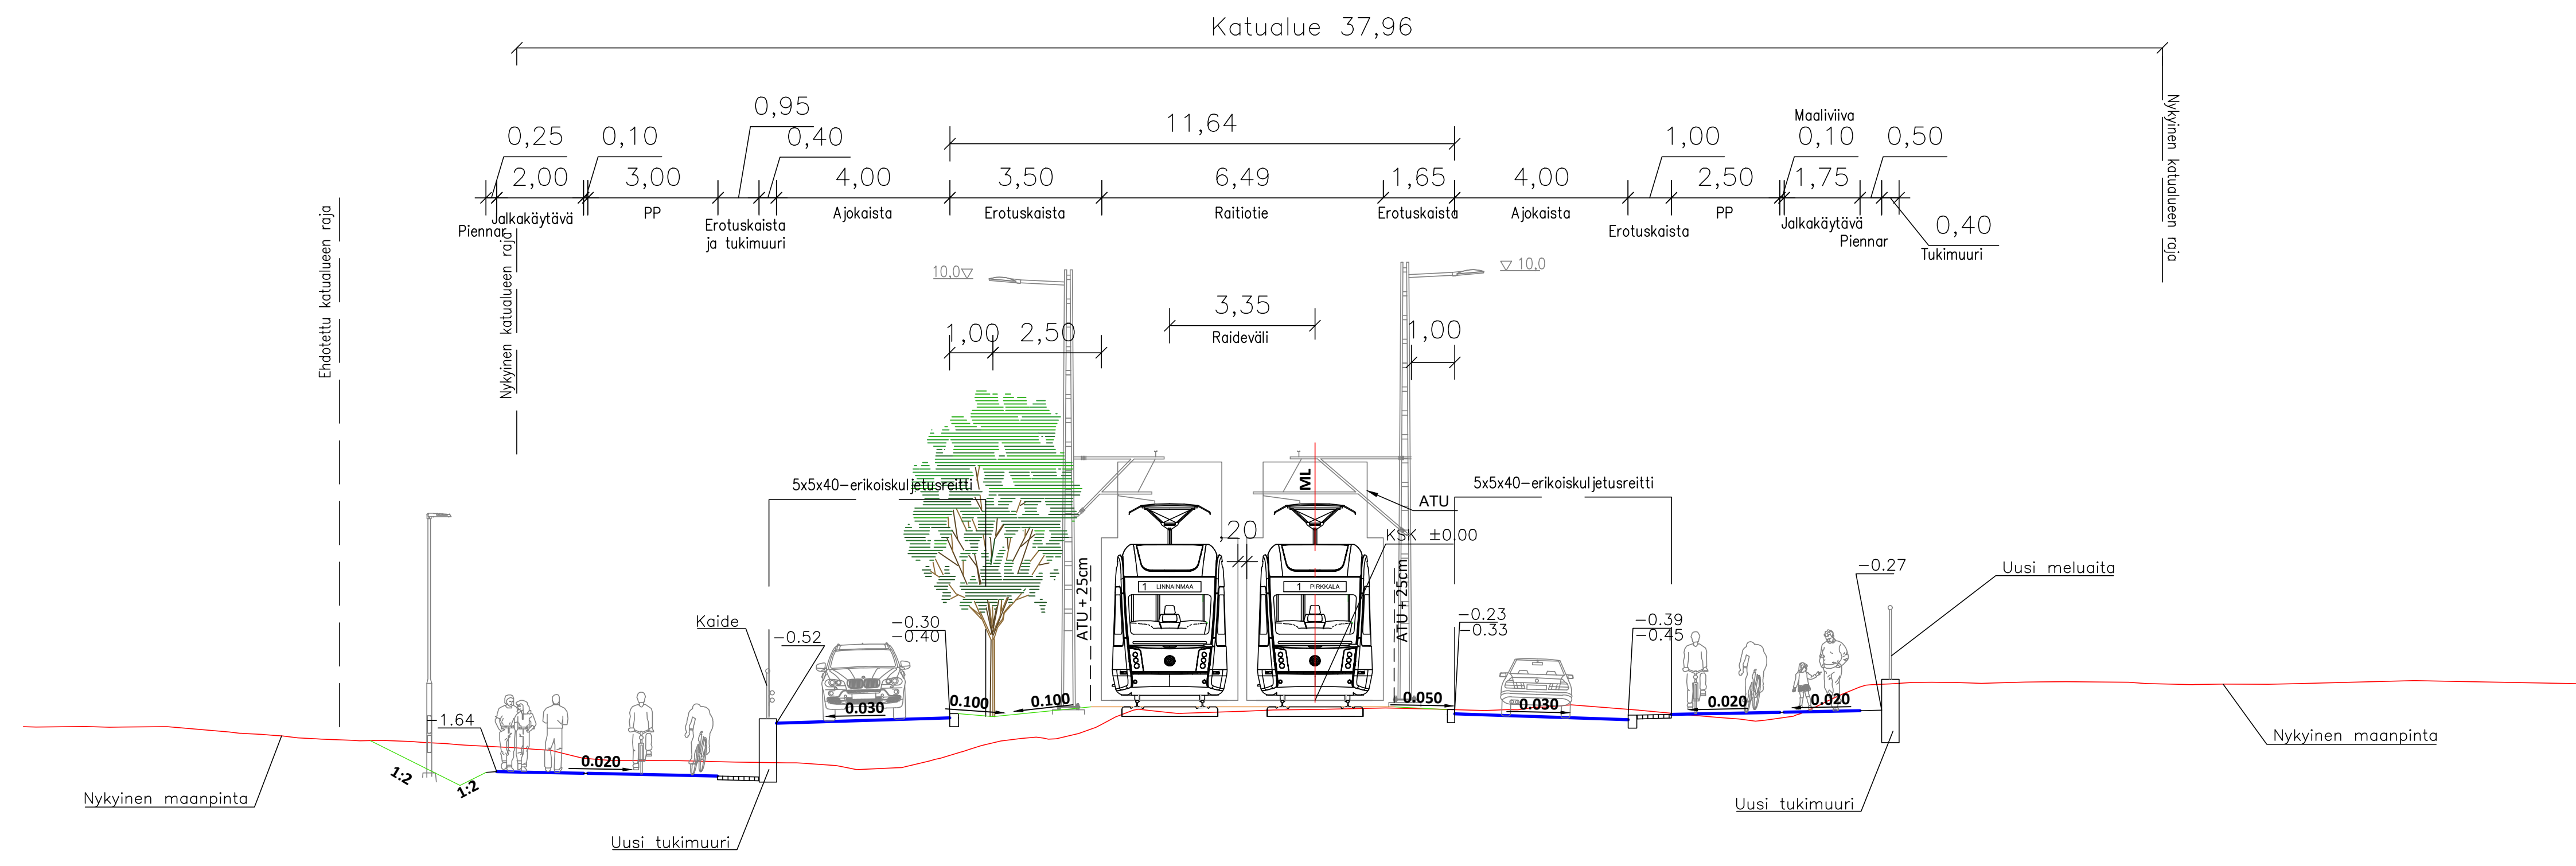 Katualue 37,96
0,95
11,64
Maaliviiva
0,25
0,10
0,40
1,00
0,10
0,50
2,00
3,00
4,00
3,50
6,49
1,65
4,00
2,50
1,75
Jalkakäytävä
PP
Ajokaista
Erotuskaista
Raitiotie
Erotuskaista
Ajokaista
PP
Jalkakäytävä
Piennar
Erotuskaista
ja tukimuuri
Erotuskaista
Piennar
0,40
Tukimuuri
Ehdotettu katualueen raja
Nykyinen katualueen raja
Nykyinen katualueen raja
10,0
10,0
3,35
Raideväli
1,00
2,50
1,00
5x5x40-erikoiskuljetusreitti
5x5x40-erikoiskuljetusreitti
ML
ATU
,20
KSK ±0.00
ATU + 25cm
ATU + 25cm
1 LINNAINMAA
1 PIRKKALA
-0.27
Uusi meluaita
Kaide
-0.52
-0.30
-0.40
-0.23
-0.33
-0.39
-0.45
0.100
0.100
0.050
0.030
0.030
0.020
0.020
-1.64
0.020
1:2
1:2
Nykyinen maanpinta
Nykyinen maanpinta
Uusi tukimuuri
Uusi tukimuuri